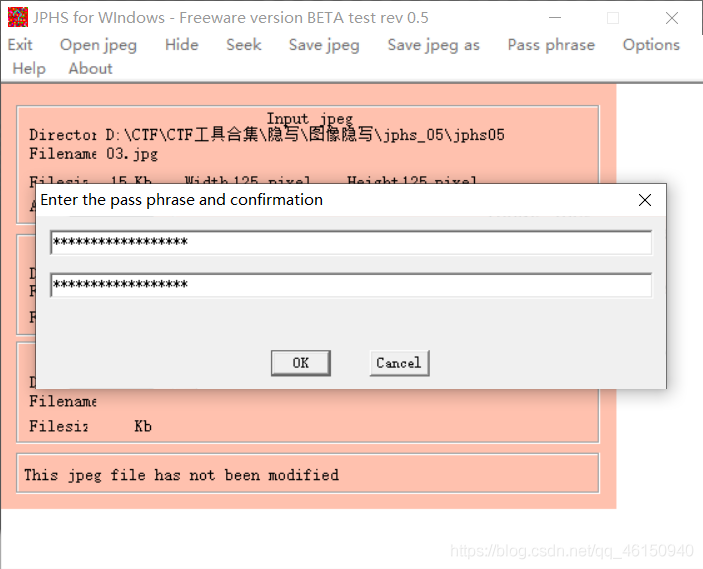 JPHS for WIndows - Freeware version BETA test rev 0.5
Exit Open jpeg Hide Seek Save jpeg Save jpeg as Pass phrase Options
Help About
Input jpeg
Director D:\CTF\CTF工具合集\隐写\图像隐写\jphs_05\jphs05
Filename 03.jpg
Filesiz 15 Kb Width 125 pixel Height 125 pixel
Enter the pass phrase and confirmation
******************
******************
OK Cancel
Filename
Filesiz Kb
This jpeg file has not been modified
https://blog.csdn.net/qq_46150940